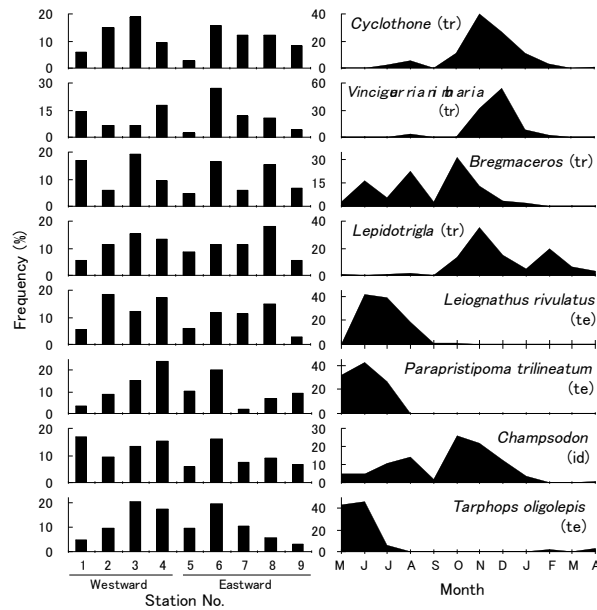 20 40 Cyclothone (tr)
10 20
0 0
30 60 Vinciguerria nimbaria
(tr)
15 30
0 0
20 30 Bregmaceros (tr)
10 15
0 0
20 40 Lepidotrigla (tr)
10 20
0 0
20 40 Leiognathus rivulatus
(te)
10 20
0 0
20 40 Parapristipoma trilineatum
(te)
10 20
0 0
20 30 Champsodon
(id)
20
10 10
0 0
20 40 Tarphops oligolepis
(te)
10 20
0 0
Frequency (%)
1 2 3 4 5 6 7 8 9
M J J A S O N D J F M A
Westward Eastward
Station No.
Month